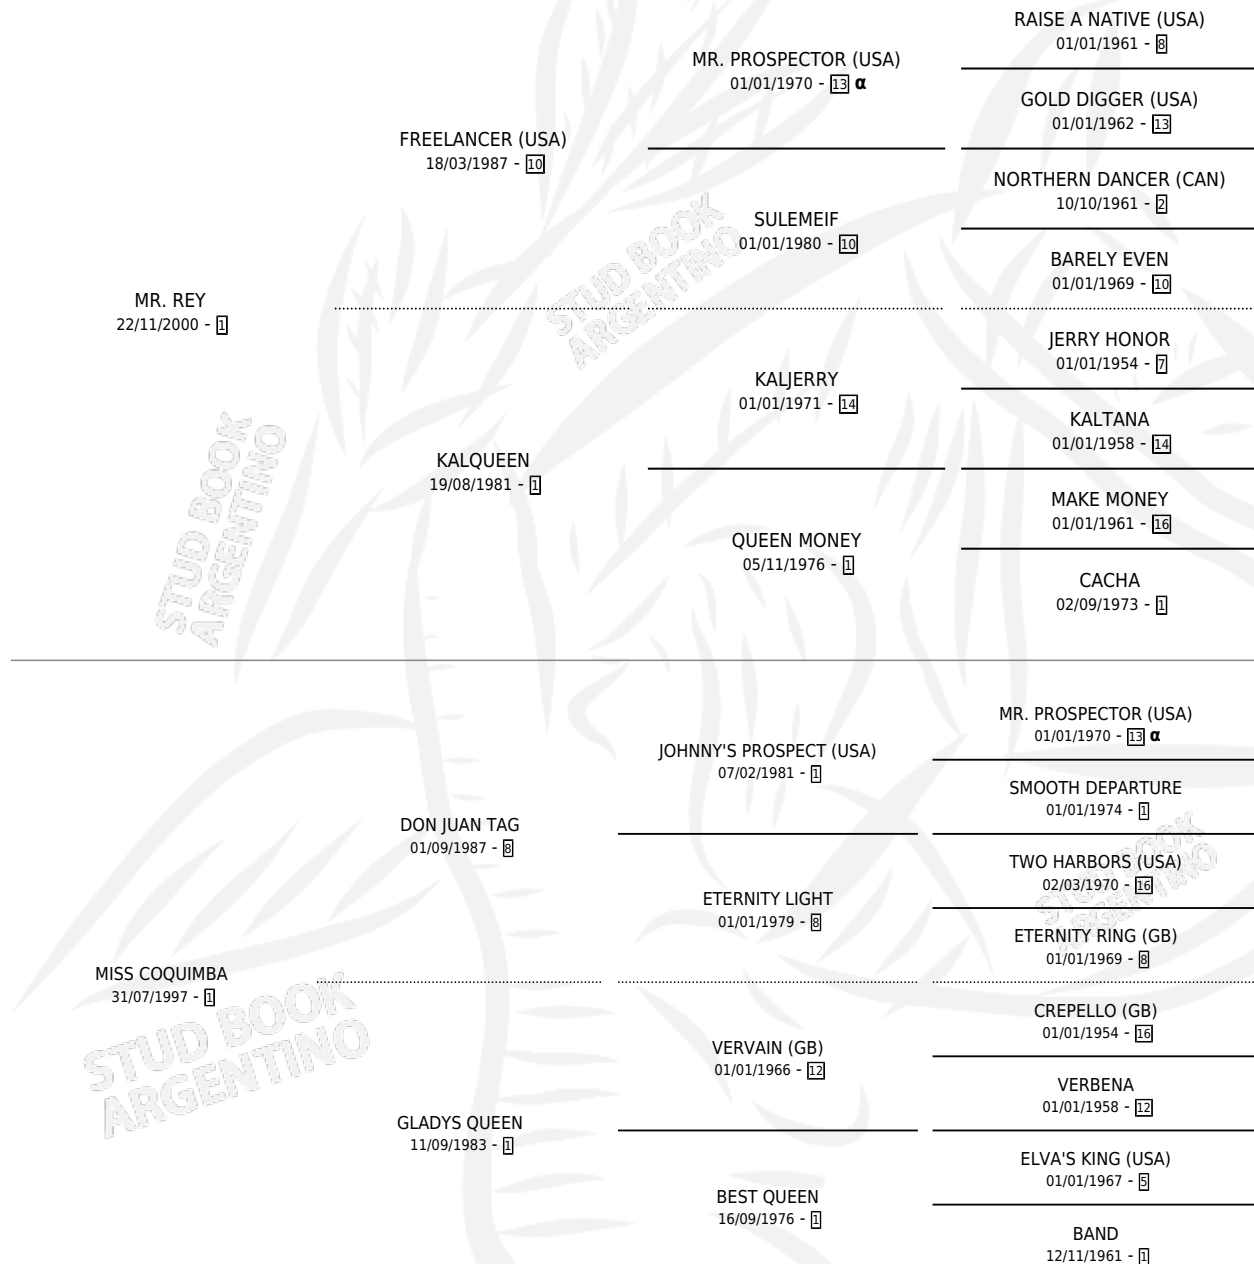 RAISE A NATIVE (USA)
01/01/1961 - 8
MR. PROSPECTOR (USA)
01/01/1970 - 13 α
GOLD DIGGER (USA)
01/01/1962 - 13
FREELANCER (USA)
18/03/1987 - 10
NORTHERN DANCER (CAN)
10/10/1961 - 2
SULEMEIF
01/01/1980 - 10
BARELY EVEN
01/01/1969 - 10
MR. REY
22/11/2000 - 1
JERRY HONOR
01/01/1954 - 7
KALJERRY
01/01/1971 - 14
KALTANA
01/01/1958 - 14
KALQUEEN
19/08/1981 - 1
MAKE MONEY
01/01/1961 - 16
QUEEN MONEY
05/11/1976 - 1
CACHA
02/09/1973 - 1
MR. PROSPECTOR (USA)
01/01/1970 - 13 α
JOHNNY'S PROSPECT (USA)
07/02/1981 - 1
SMOOTH DEPARTURE
01/01/1974 - 1
DON JUAN TAG
01/09/1987 - 8
TWO HARBORS (USA)
02/03/1970 - 16
ETERNITY LIGHT
01/01/1979 - 8
ETERNITY RING (GB)
01/01/1969 - 8
MISS COQUIMBA
31/07/1997 - 1
CREPELLO (GB)
01/01/1954 - 16
VERVAIN (GB)
01/01/1966 - 12
VERBENA
01/01/1958 - 12
GLADYS QUEEN
11/09/1983 - 1
ELVA'S KING (USA)
01/01/1967 - 5
BEST QUEEN
16/09/1976 - 1
BAND
12/11/1961 - 1
STUD BOOK
ARGENTINO
STUD BOOK
ARGENTINO
STUD BOOK
ARGENTINO
STUD BOOK
ARGENTINO